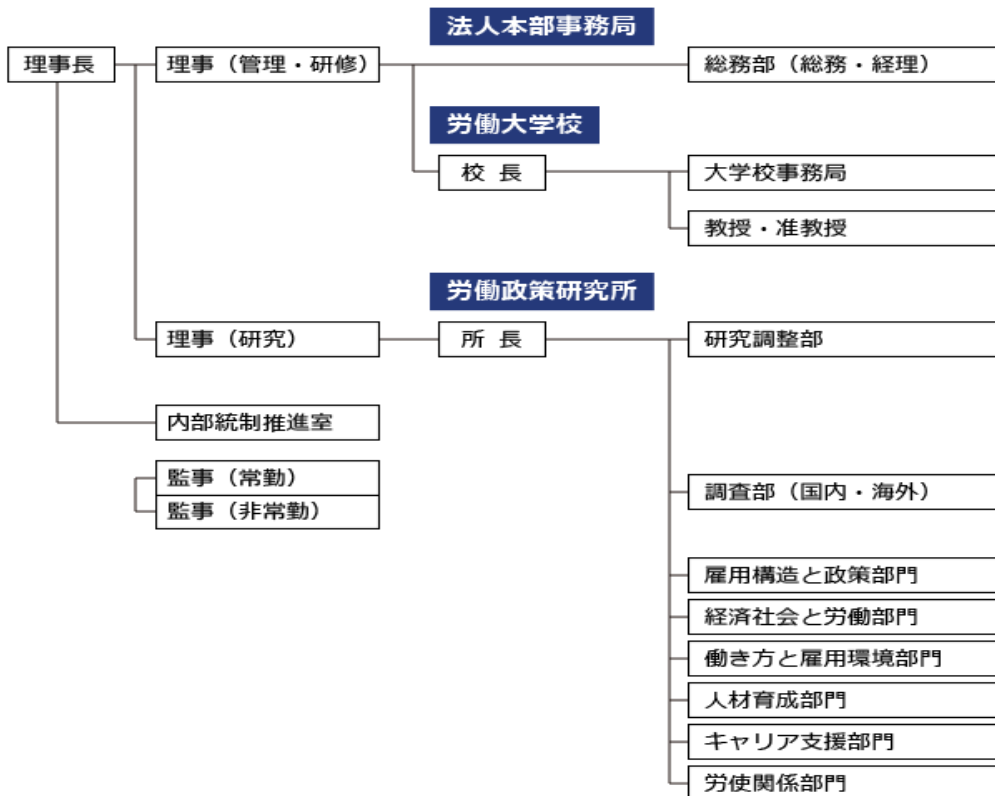 法人本部事務局
理事長
理事（管理・研修）
総務部（総務・経理）
労働大学校
校 長
大学校事務局
教授・准教授
労働政策研究所
理事（研究）
所 長
研究調整部
内部統制推進室
監事（常勤）
監事（非常勤）
調査部（国内・海外）
雇用構造と政策部門
経済社会と労働部門
働き方と雇用環境部門
人材育成部門
キャリア支援部門
労使関係部門